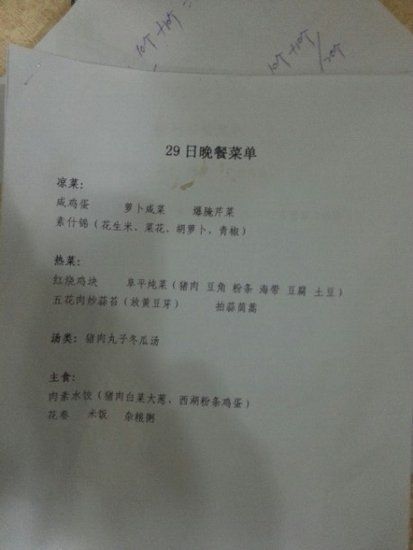 10个+10个=
10个+10个/20个
29日晚餐菜单
凉菜：
咸鸡蛋 萝卜咸菜 爆腌芹菜
素什锦（花生米、菜花、胡萝卜、青椒）
热菜：
红烧鸡块 阜平炖菜（猪肉 豆角 粉条 海带 豆腐 土豆）
五花肉炒蒜苔（放黄豆芽） 拍蒜茼蒿
汤类：猪肉丸子冬瓜汤
主食：
肉素水饺（猪肉白菜大葱、西湖粉条鸡蛋）
花卷 米饭 杂粮粥